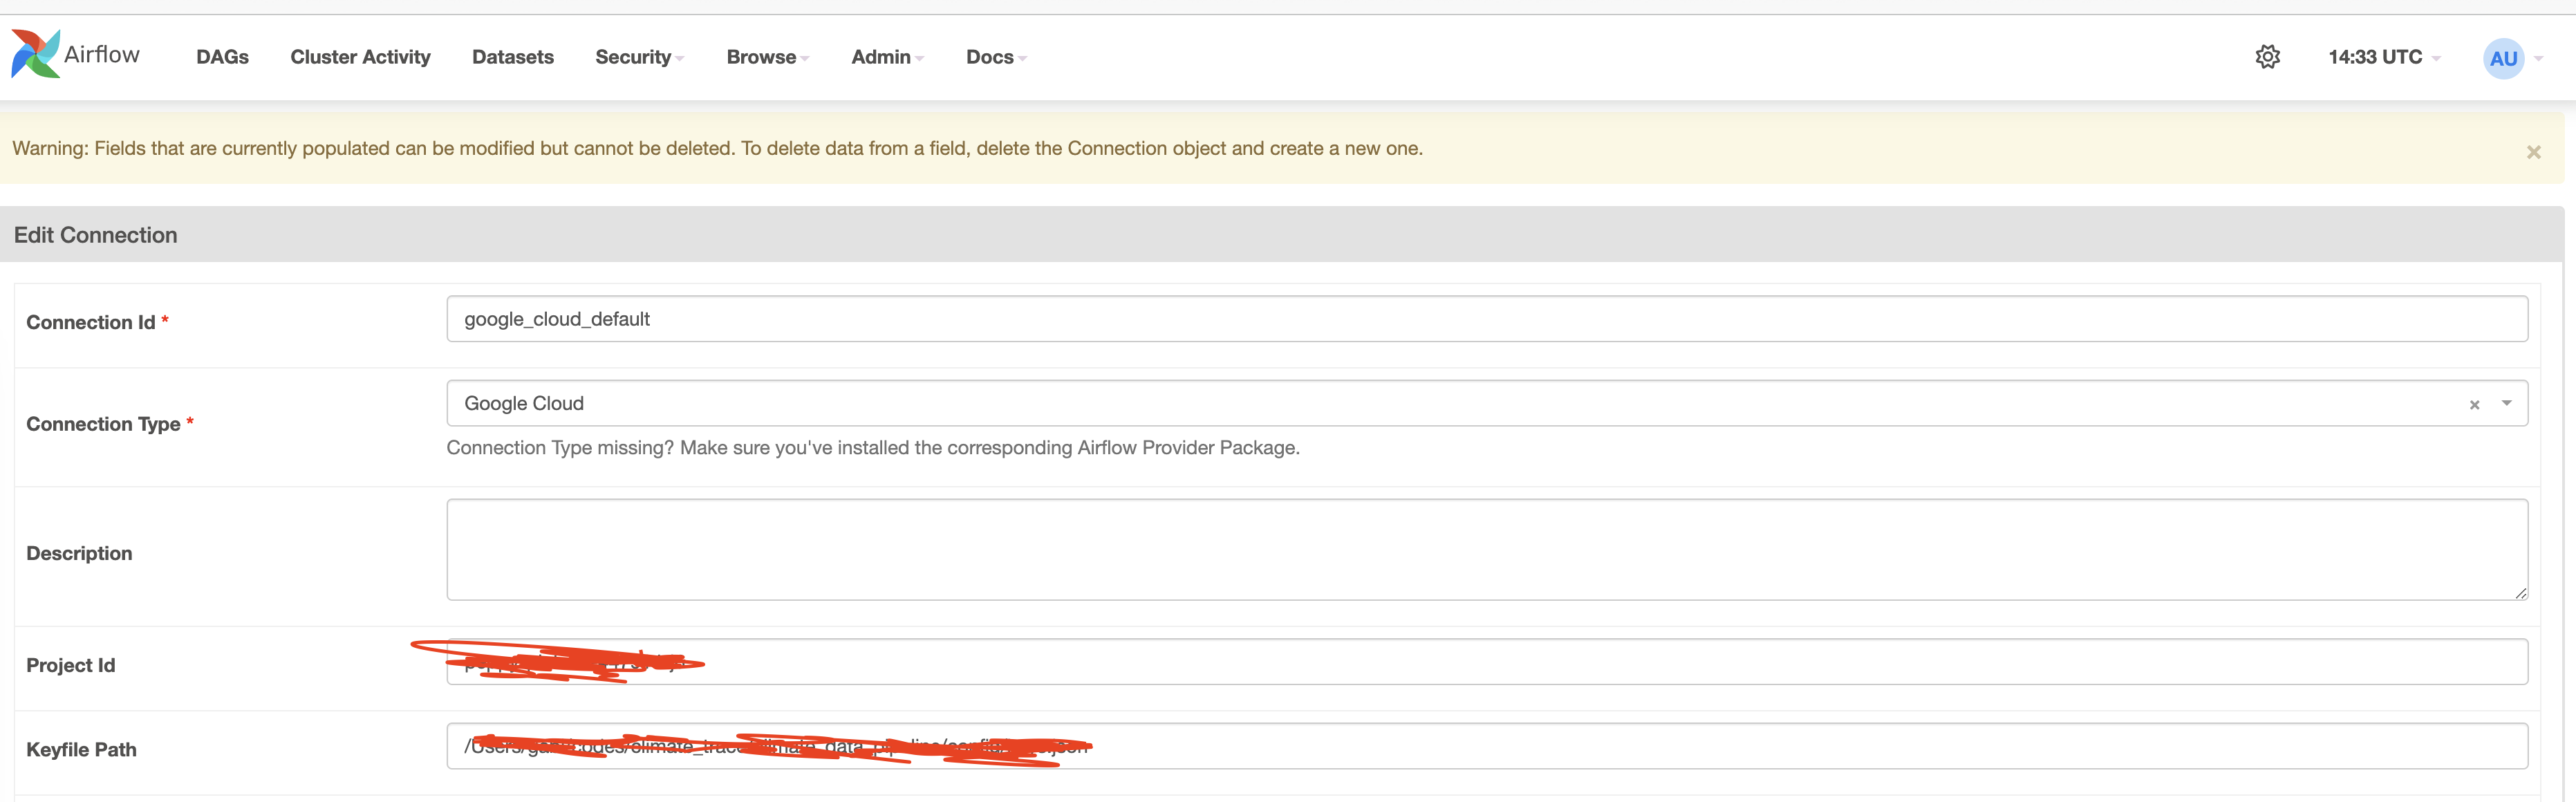 Airflow DAGs Cluster Activity Datasets Security Browse Admin Docs 14:33 UTC AU
Warning: Fields that are currently populated can be modified but cannot be deleted. To delete data from a field, delete the Connection object and create a new one. ×
Edit Connection
Connection Id * google_cloud_default
Connection Type * Google Cloud ×
Connection Type missing? Make sure you've installed the corresponding Airflow Provider Package.
Description
Project Id
Keyfile Path